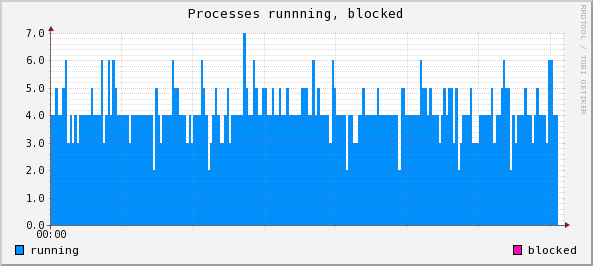 Processes runnning, blocked
7.0
6.0
5.0
4.0
3.0
2.0
1.0
0.0
00:00
running
blocked
RRDTOOL / TOBI OETIKER